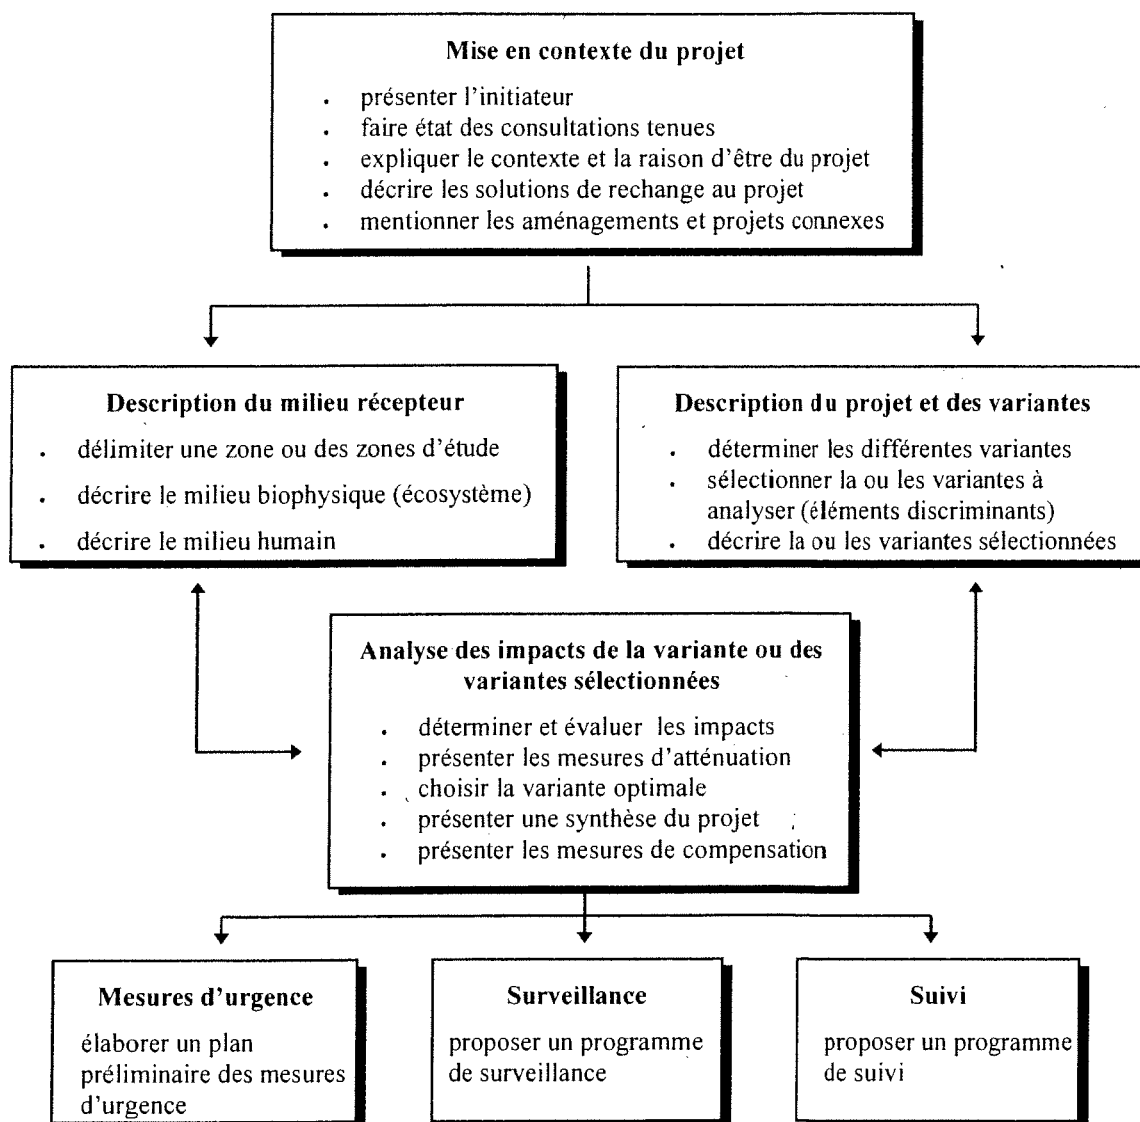 Mise en contexte du projet
. présenter l'initiateur
. faire état des consultations tenues
. expliquer le contexte et la raison d'être du projet
. décrire les solutions de rechange au projet
. mentionner les aménagements et projets connexes
Description du milieu récepteur
. délimiter une zone ou des zones d'étude
. décrire le milieu biophysique (écosystème)
. décrire le milieu humain
Description du projet et des variantes
. déterminer les différentes variantes
. sélectionner la ou les variantes à
analyser (éléments discriminants)
. décrire la ou les variantes sélectionnées
Analyse des impacts de la variante ou des
variantes sélectionnées
. déterminer et évaluer les impacts
. présenter les mesures d'atténuation
. choisir la variante optimale
. présenter une synthèse du projet
. présenter les mesures de compensation
Mesures d'urgence
élaborer un plan
préliminaire des mesures
d'urgence
Surveillance
proposer un programme
de surveillance
Suivi
proposer un programme
de suivi